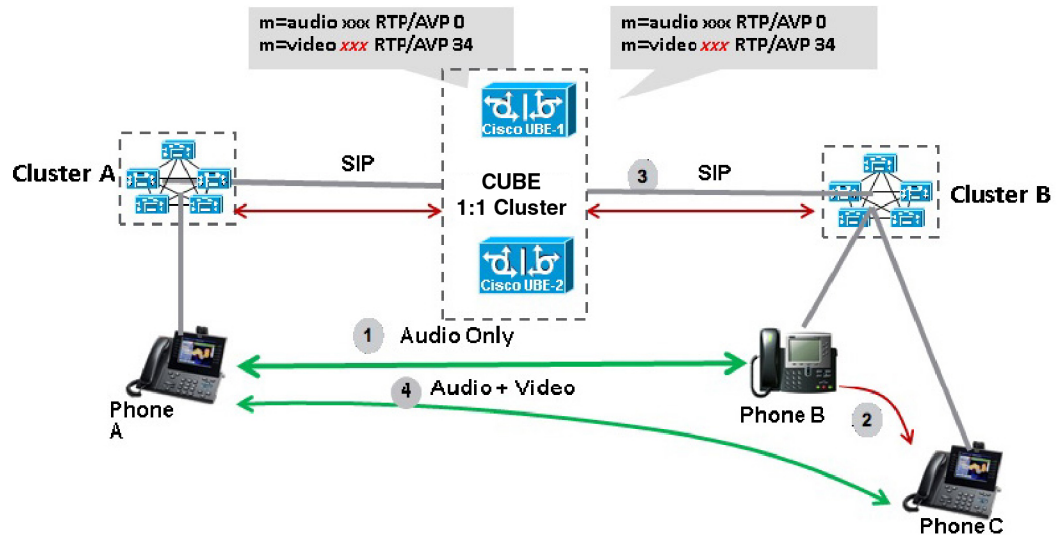 m=audio xxx RTP/AVP 0
m=video xxx RTP/AVP 34
m=audio xxx RTP/AVP 0
m=video xxx RTP/AVP 34
Cisco UBE-1
Cluster A
SIP
CUBE
1:1 Cluster
3
SIP
Cluster B
Cisco UBE-2
1
Audio Only
4
Audio + Video
Phone
A
Phone B
2
Phone C